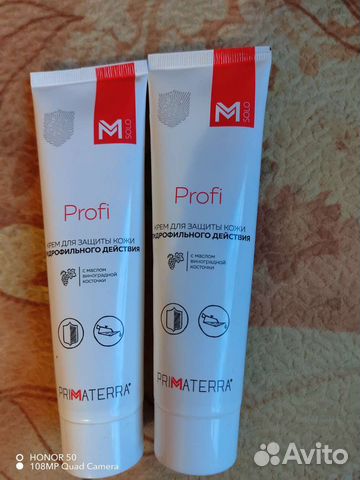 M
SOLO
Profi
КРЕМ ДЛЯ ЗАЩИТЫ КОЖИ
ГИДРОФИЛЬНОГО ДЕЙСТВИЯ
с маслом
виноградной
косточки
PRIMATERRA
M
SOLO
Profi
КРЕМ ДЛЯ ЗАЩИТЫ КОЖИ
ДРОФИЛЬНОГО ДЕЙСТВИЯ
с маслом
виноградной
косточки
PRIMATERRA
HONOR 50
108MP Quad Camera
Avito